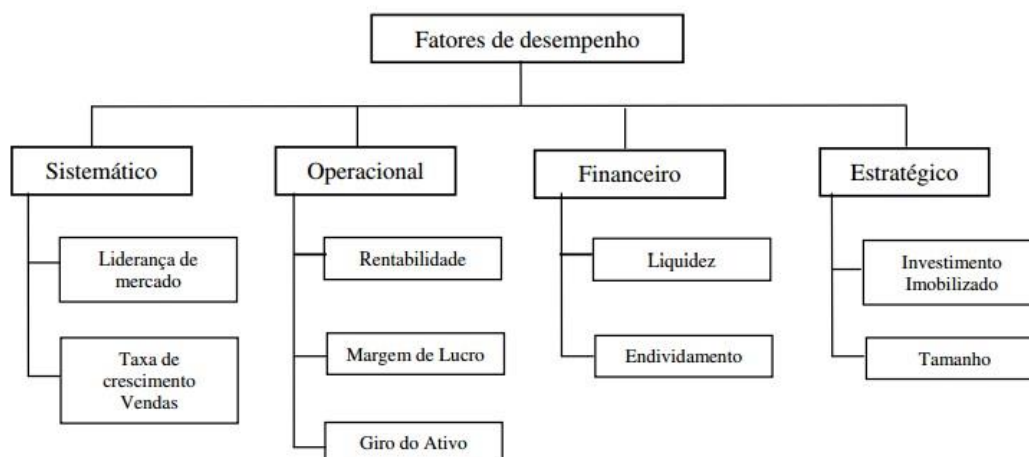 Fatores de desempenho
Sistemático
Operacional
Financeiro
Estratégico
Liderança de
mercado
Rentabilidade
Liquidez
Investimento
Imobilizado
Taxa de
crescimento
Vendas
Margem de Lucro
Endividamento
Tamanho
Giro do Ativo